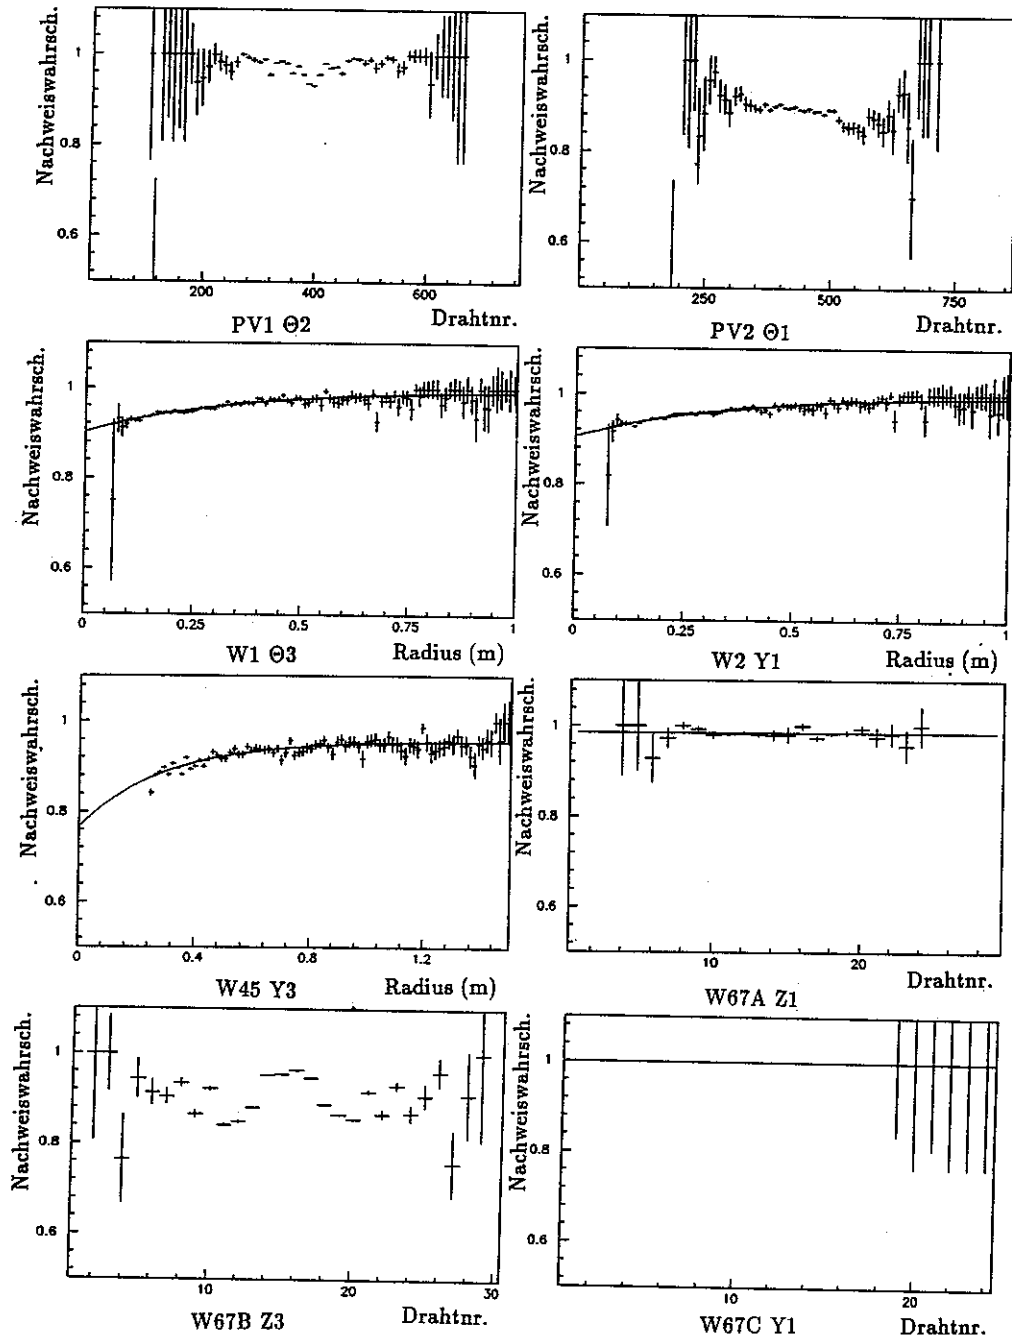 Nachweiswahrsch.
1
0.8
0.6
200
400
600
PV1 Θ2
Drahtnr.
Nachweiswahrsch.
1
0.8
0.6
250
500
750
PV2 Θ1
Drahtnr.
Nachweiswahrsch.
1
0.8
0.6
0
0.25
0.5
0.75
1
W1 Θ3
Radius (m)
Nachweiswahrsch.
1
0.8
0.6
0
0.25
0.5
0.75
1
W2 Y1
Radius (m)
Nachweiswahrsch.
1
0.8
0.6
0
0.4
0.8
1.2
W45 Y3
Radius (m)
Nachweiswahrsch.
1
0.8
0.6
10
20
W67A Z1
Drahtnr.
Nachweiswahrsch.
1
0.8
0.6
10
20
30
W67B Z3
Drahtnr.
Nachweiswahrsch.
1
0.8
0.6
10
20
W67C Y1
Drahtnr.